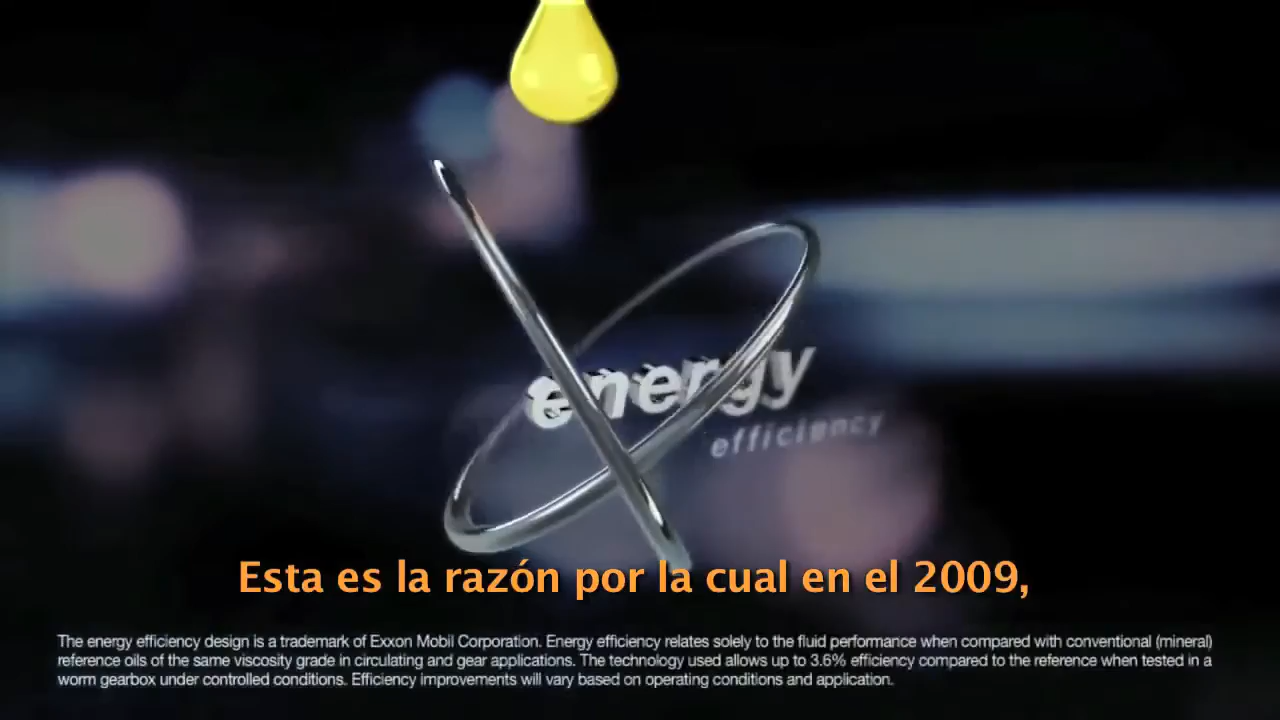 energy
efficiency
Esta es la razón por la cual en el 2009,
The energy efficiency design is a trademark of Exxon Mobil Corporation. Energy efficiency relates solely to the fluid performance when compared with conventional (mineral)
reference oils of the same viscosity grade in circulating and gear applications. The technology used allows up to 3.6% efficiency compared to the reference when tested in a
worm gearbox under controlled conditions. Efficiency improvements will vary based on operating conditions and application.